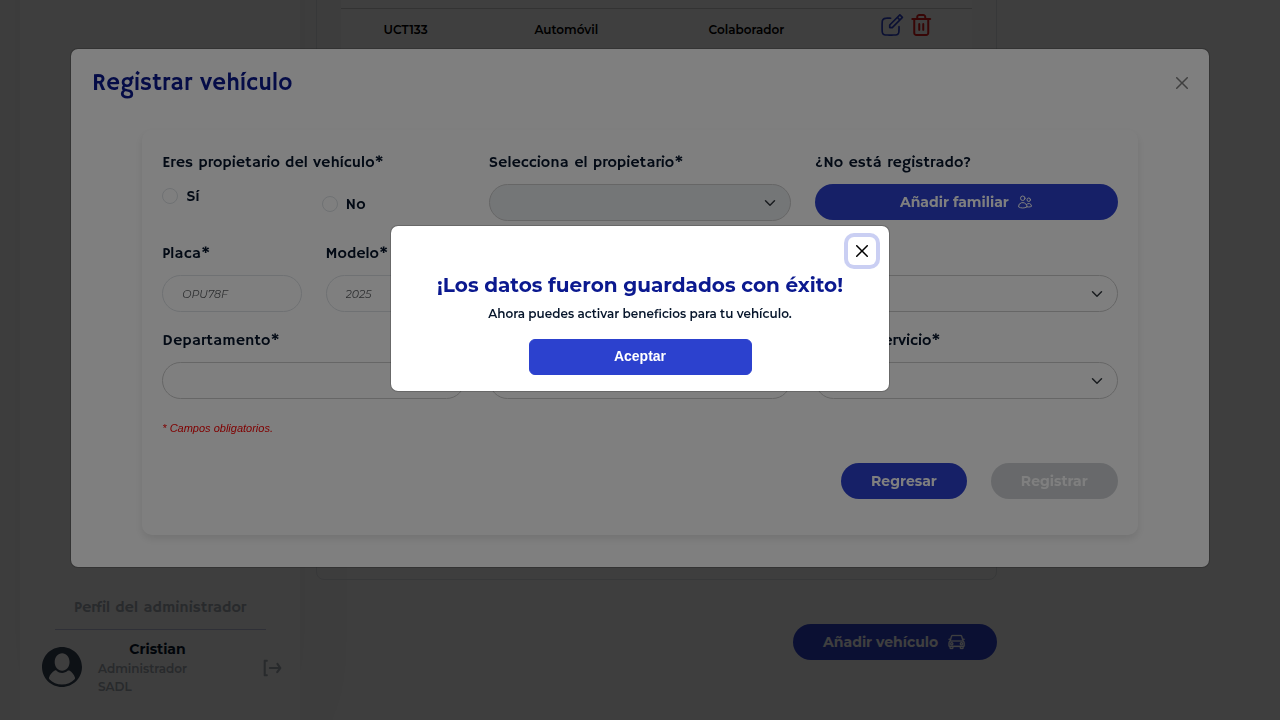 UCT133 Automóvil Colaborador
Registrar vehículo
Eres propietario del vehículo* Selecciona el propietario* ¿No está registrado?
Sí No Añadir familiar
Placa* Modelo*
OPU78F 2025
¡Los datos fueron guardados con éxito!
Ahora puedes activar beneficios para tu vehículo.
Aceptar
Departamento* ervicio*
* Campos obligatorios.
Regresar Registrar
Perfil del administrador
Cristian
Administrador
SADL
Añadir vehículo